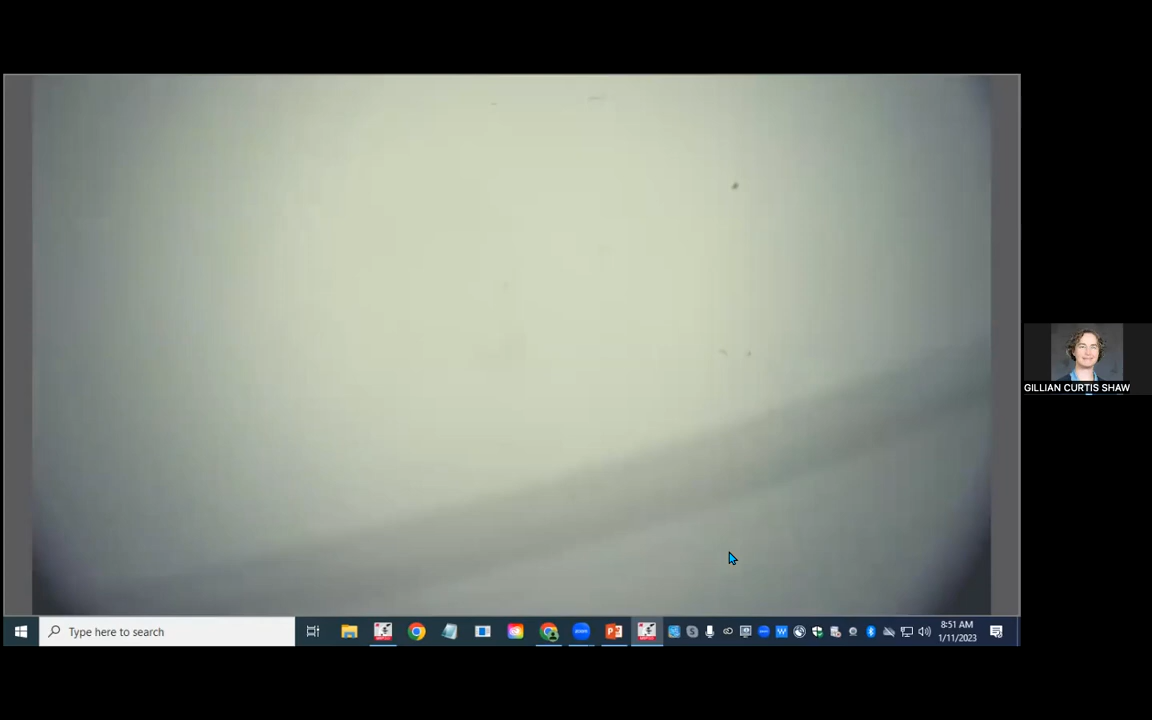 GILLIAN CURTIS SHAW
Type here to search
8:51 AM
1/11/2023